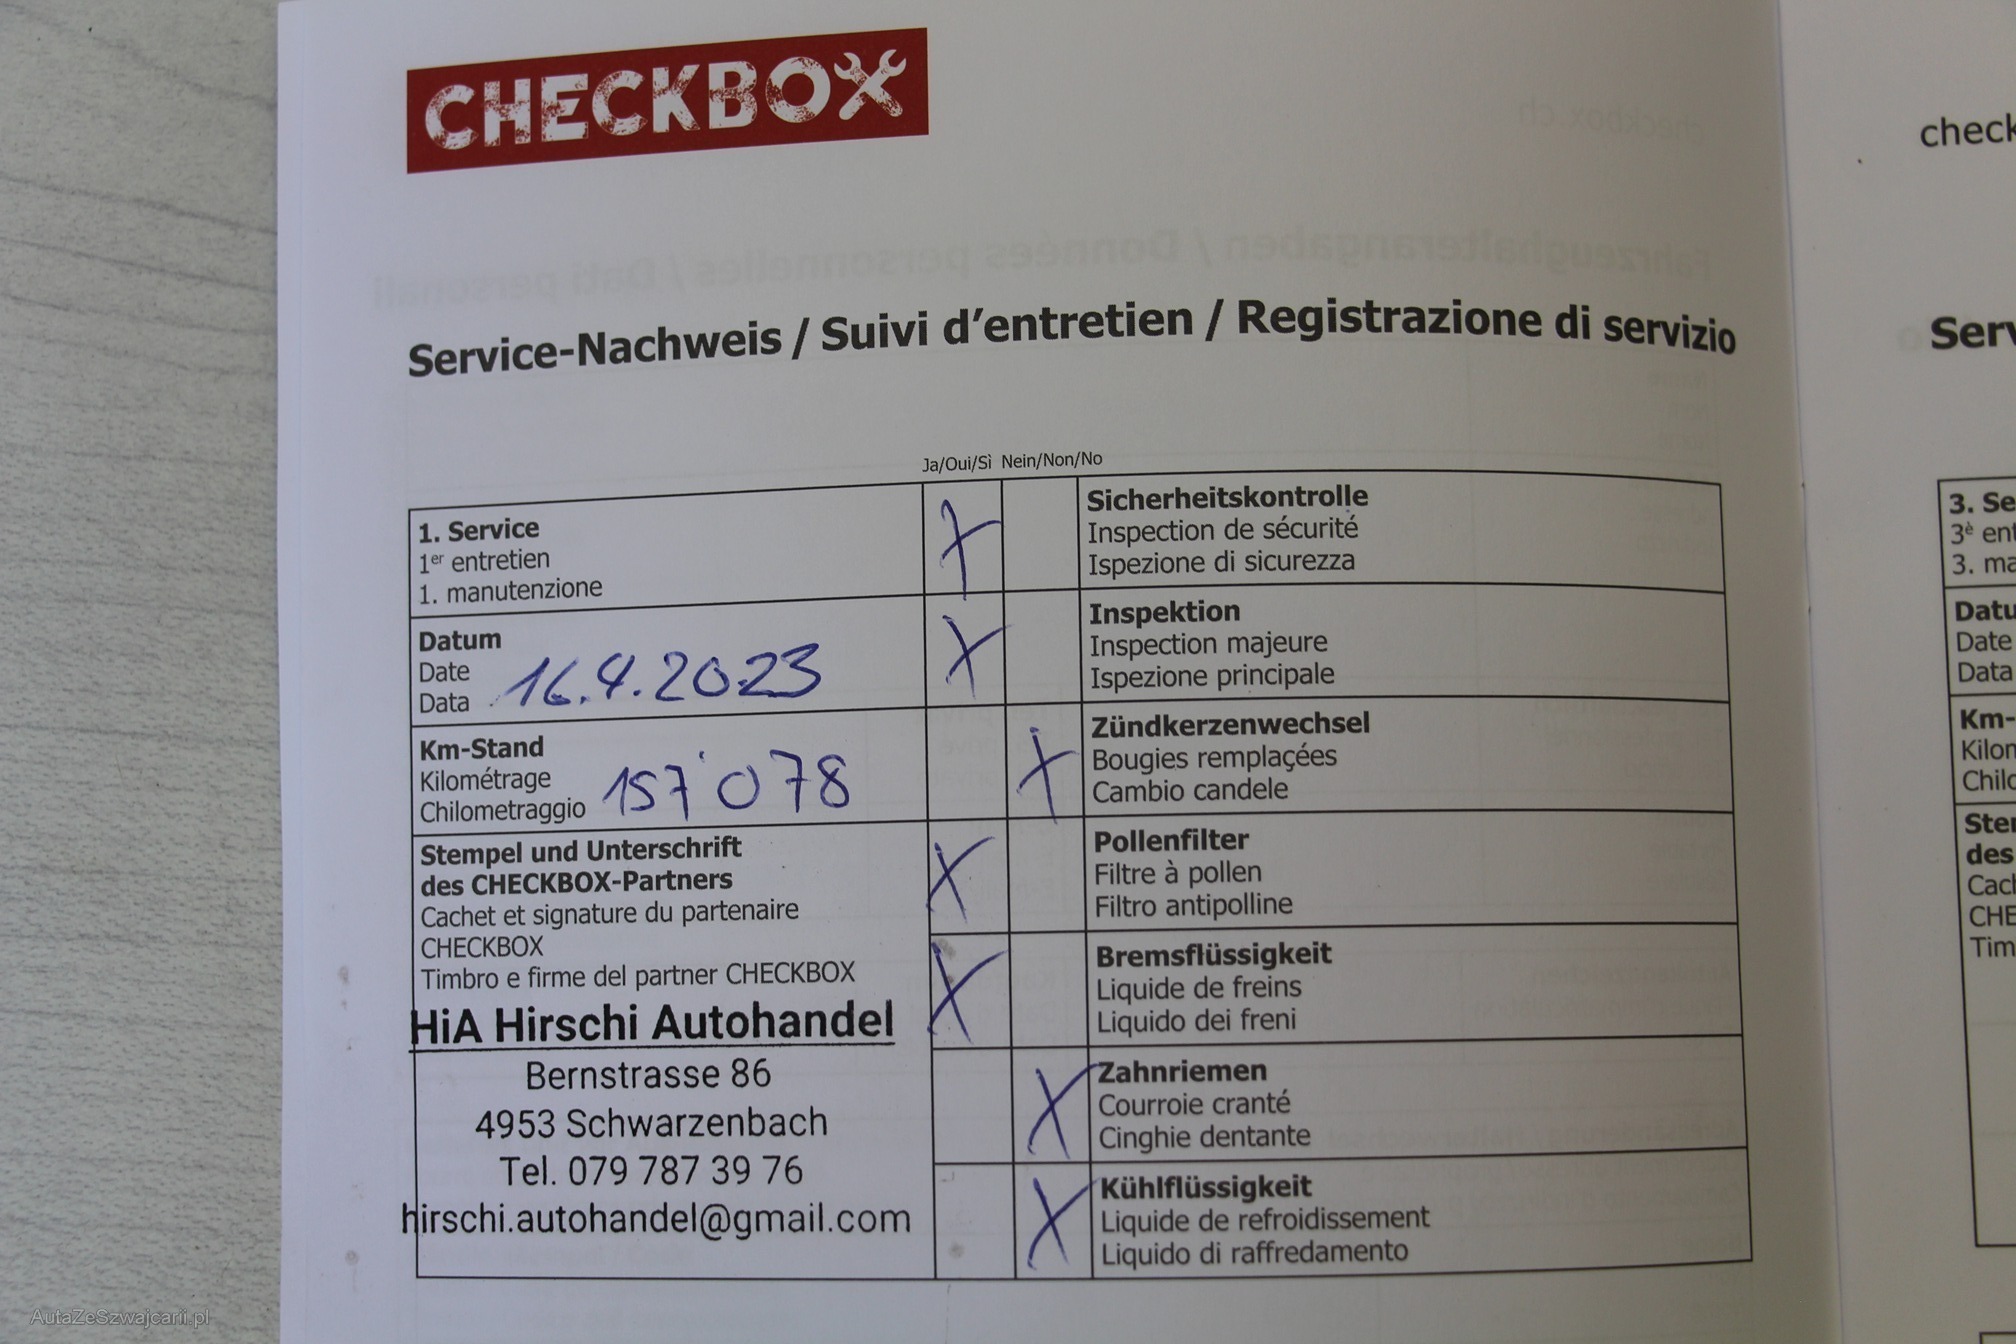 CHECKBOX
Service-Nachweis / Suivi d'entretien / Registrazione di servizio
Ja/Oui/Sì Nein/Non/No
1. Service
1er entretien
1. manutenzione
X
Sicherheitskontrolle
Inspection de sécurité
Ispezione di sicurezza
Datum
Date
Data 16.4.2023
X
Inspektion
Inspection majeure
Ispezione principale
Km-Stand
Kilométrage
Chilometraggio 157'078
X
Zündkerzenwechsel
Bougies remplaçées
Cambio candele
Stempel und Unterschrift
des CHECKBOX-Partners
Cachet et signature du partenaire
CHECKBOX
Timbro e firme del partner CHECKBOX
HiA Hirschi Autohandel
Bernstrasse 86
4953 Schwarzenbach
Tel. 079 787 39 76
hirschi.autohandel@gmail.com
X
Pollenfilter
Filtre à pollen
Filtro antipolline
X
Bremsflüssigkeit
Liquide de freins
Liquido dei freni
X
Zahnriemen
Courroie cranté
Cinghie dentante
X
Kühlflüssigkeit
Liquide de refroidissement
Liquido di raffredamento
check
Serv
3. Se
3è ent
3. ma
Datu
Date
Data
Km-
Kilon
Chilo
Ster
des
Cach
CHE
Tim
AutaZeSzwajcarii.pl